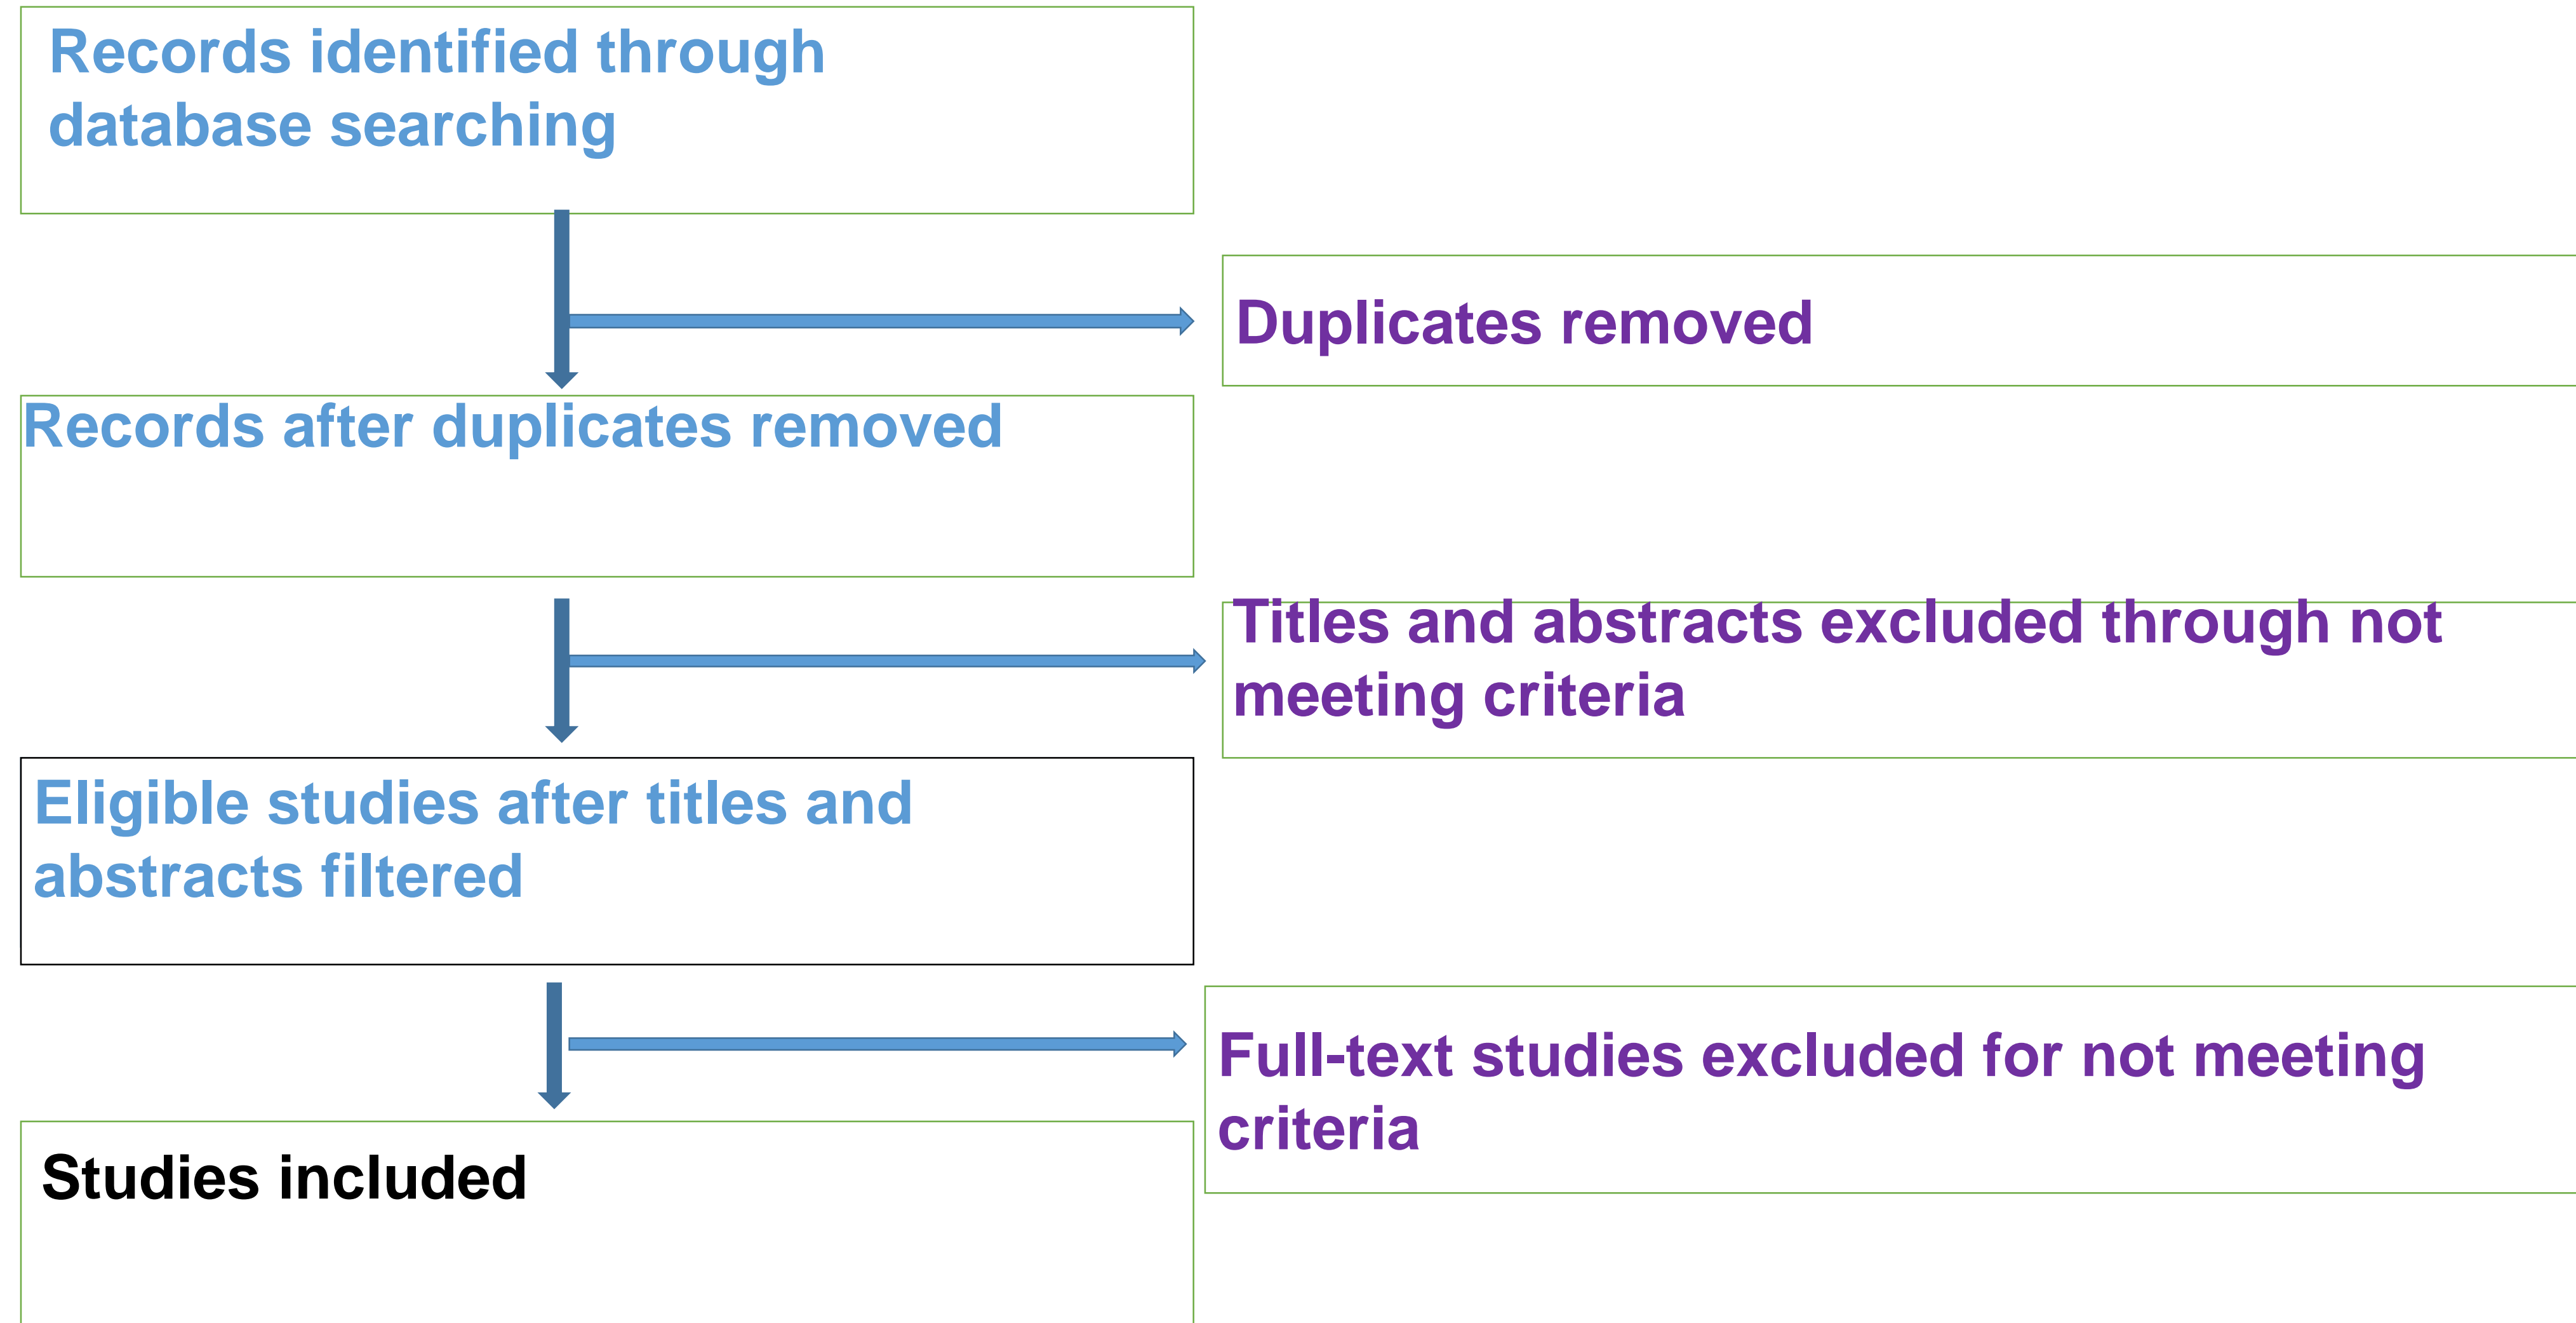 Records identified through
database searching
Duplicates removed
Records after duplicates removed
Titles and abstracts excluded through not
meeting criteria
Eligible studies after titles and
abstracts filtered
Full-text studies excluded for not meeting
criteria
Studies included